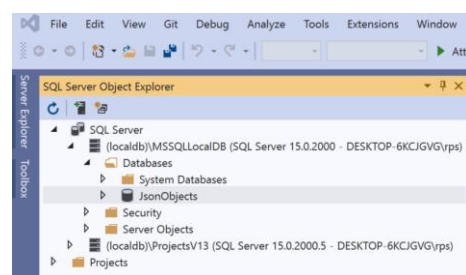 File Edit View Git Debug Analyze Tools Extensions Window
Att
SQL Server Object Explorer
Server Explorer
Toolbox
SQL Server
(localdb)\MSSQLLocalDB (SQL Server 15.0.2000 - DESKTOP-6KCJGVG\rps)
Databases
System Databases
JsonObjects
Security
Server Objects
(localdb)\ProjectsV13 (SQL Server 15.0.2000.5 - DESKTOP-6KCJGVG\rps)
Projects